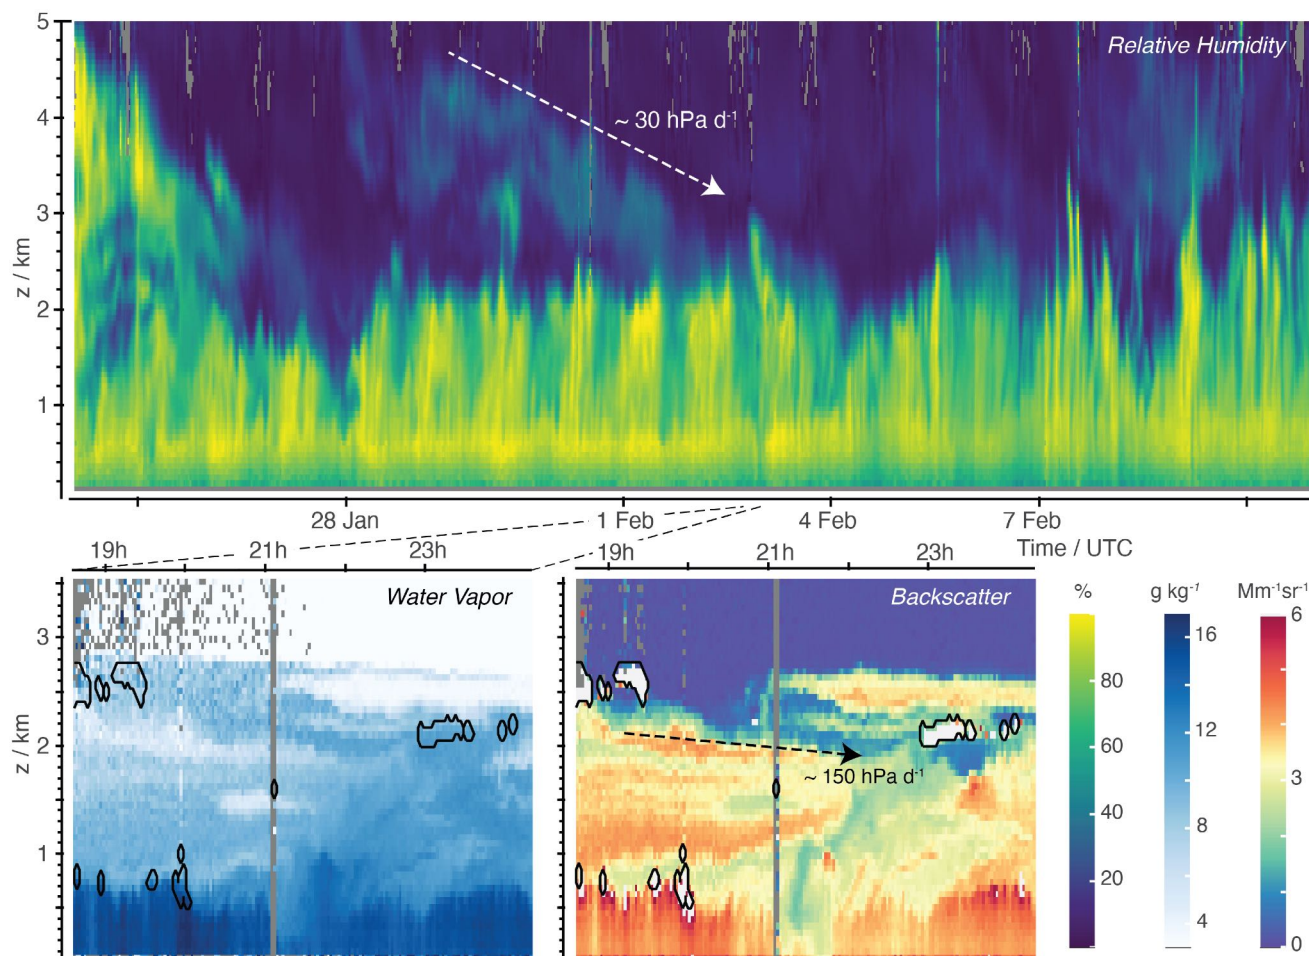 5
4
3
2
1
z / km
Relative Humidity
~ 30 hPa d⁻¹
28 Jan
1 Feb
4 Feb
7 Feb
Time / UTC
19h
21h
23h
19h
21h
23h
3
2
1
z / km
Water Vapor
Backscatter
~ 150 hPa d⁻¹
%
80
60
40
20
g kg⁻¹
16
12
8
4
Mm⁻¹sr⁻¹
6
3
0